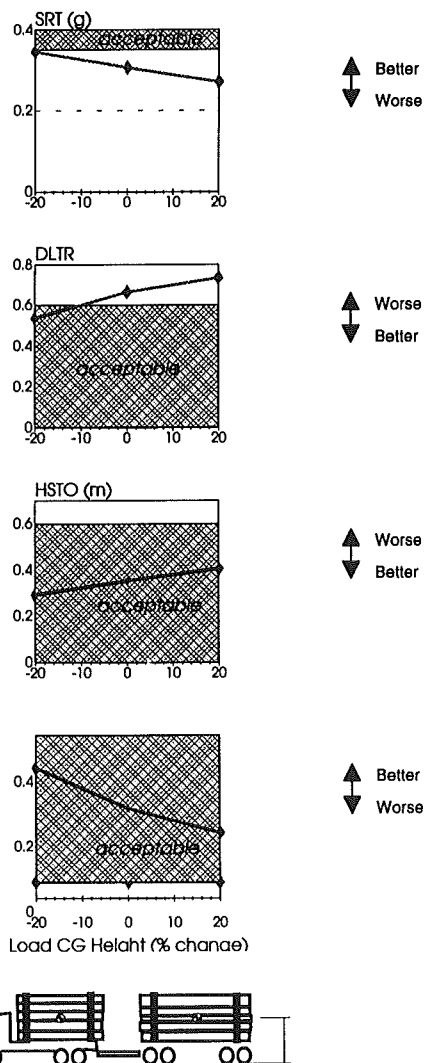 SRT (g)
0.4
acceptable
Better
Worse
0.2
0
-20 -10 0 10 20
DLTR
0.8
0.6
Worse
Better
0.4
acceptable
0.2
0
-20 -10 0 10 20
HSTO (m)
0.6
Worse
Better
0.4
acceptable
0.2
0
-20 -10 0 10 20
Better
Worse
0.4
0.2
acceptable
0
-20 -10 0 10 20
Load CG Height (% change)